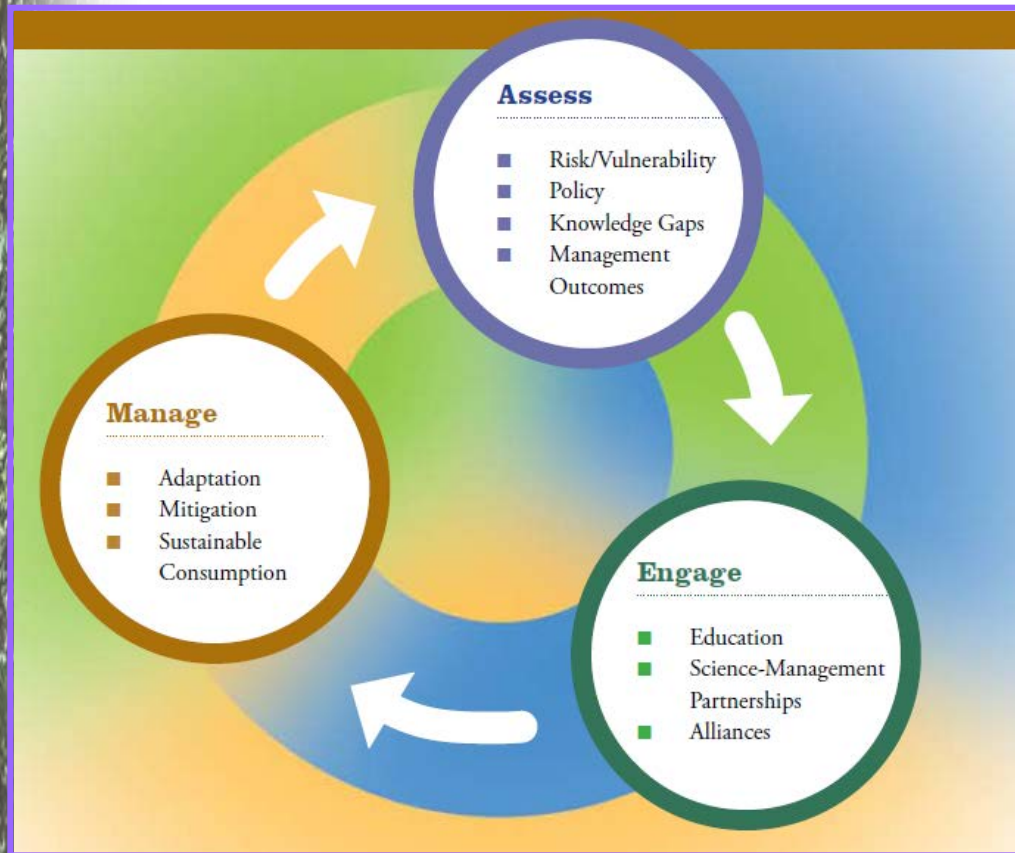 Assess
Risk/Vulnerability
Policy
Knowledge Gaps
Management
Outcomes
Manage
Adaptation
Mitigation
Sustainable
Consumption
Engage
Education
Science-Management
Partnerships
Alliances